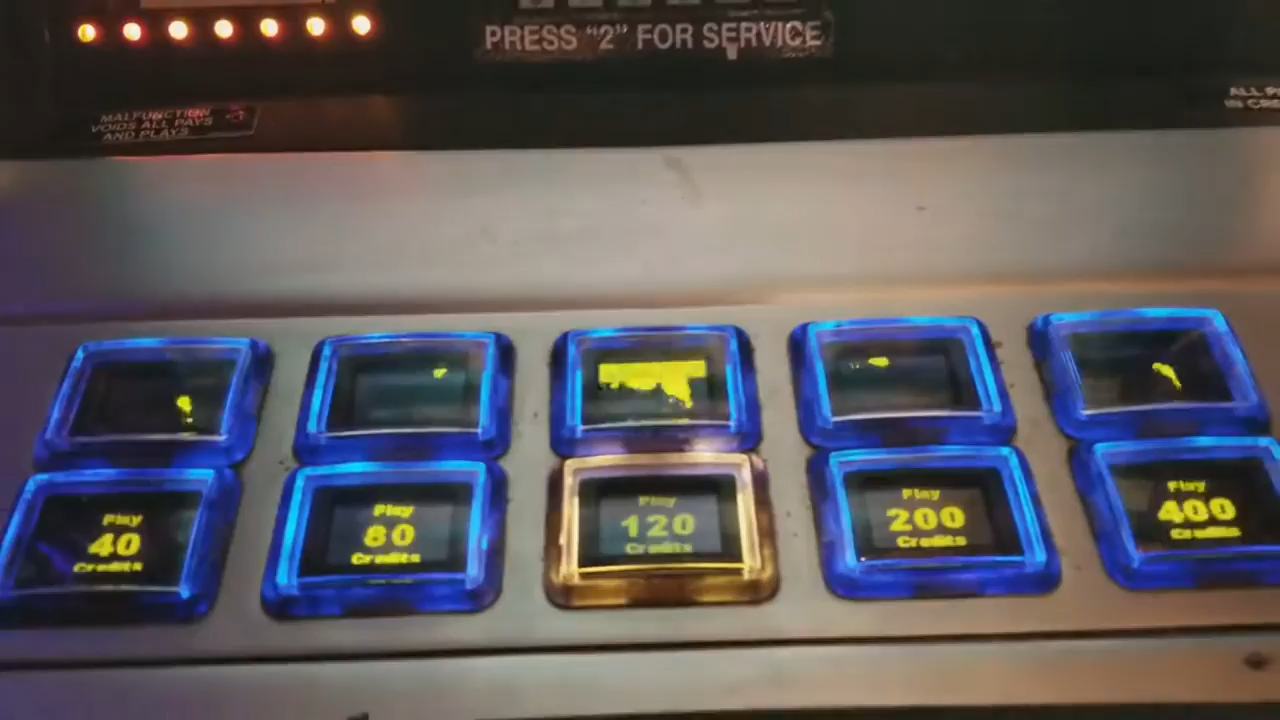 PRESS "2" FOR SERVICE
MALFUNCTION
VOIDS ALL PAYS
AND PLAYS
ALL
Play
40
Credits
Play
80
Credits
Play
120
Credits
Play
200
Credits
Play
400
Credits